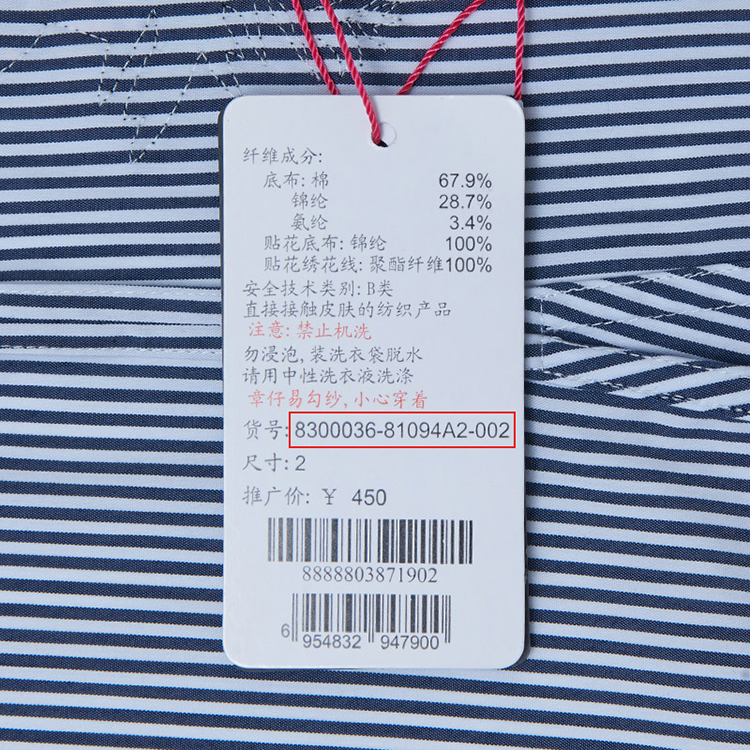 纤维成分:
底布: 棉 67.9%
锦纶 28.7%
氨纶 3.4%
贴花底布: 锦纶 100%
贴花绣花线: 聚酯纤维100%
安全技术类别: B类
直接接触皮肤的纺织产品
注意: 禁止机洗
勿浸泡, 装洗衣袋脱水
请用中性洗衣液洗涤
章仔易勾纱, 小心穿着
货号: 8300036-81094A2-002
尺寸: 2
推广价: ￥ 450
8888803871902
6 954832 947900